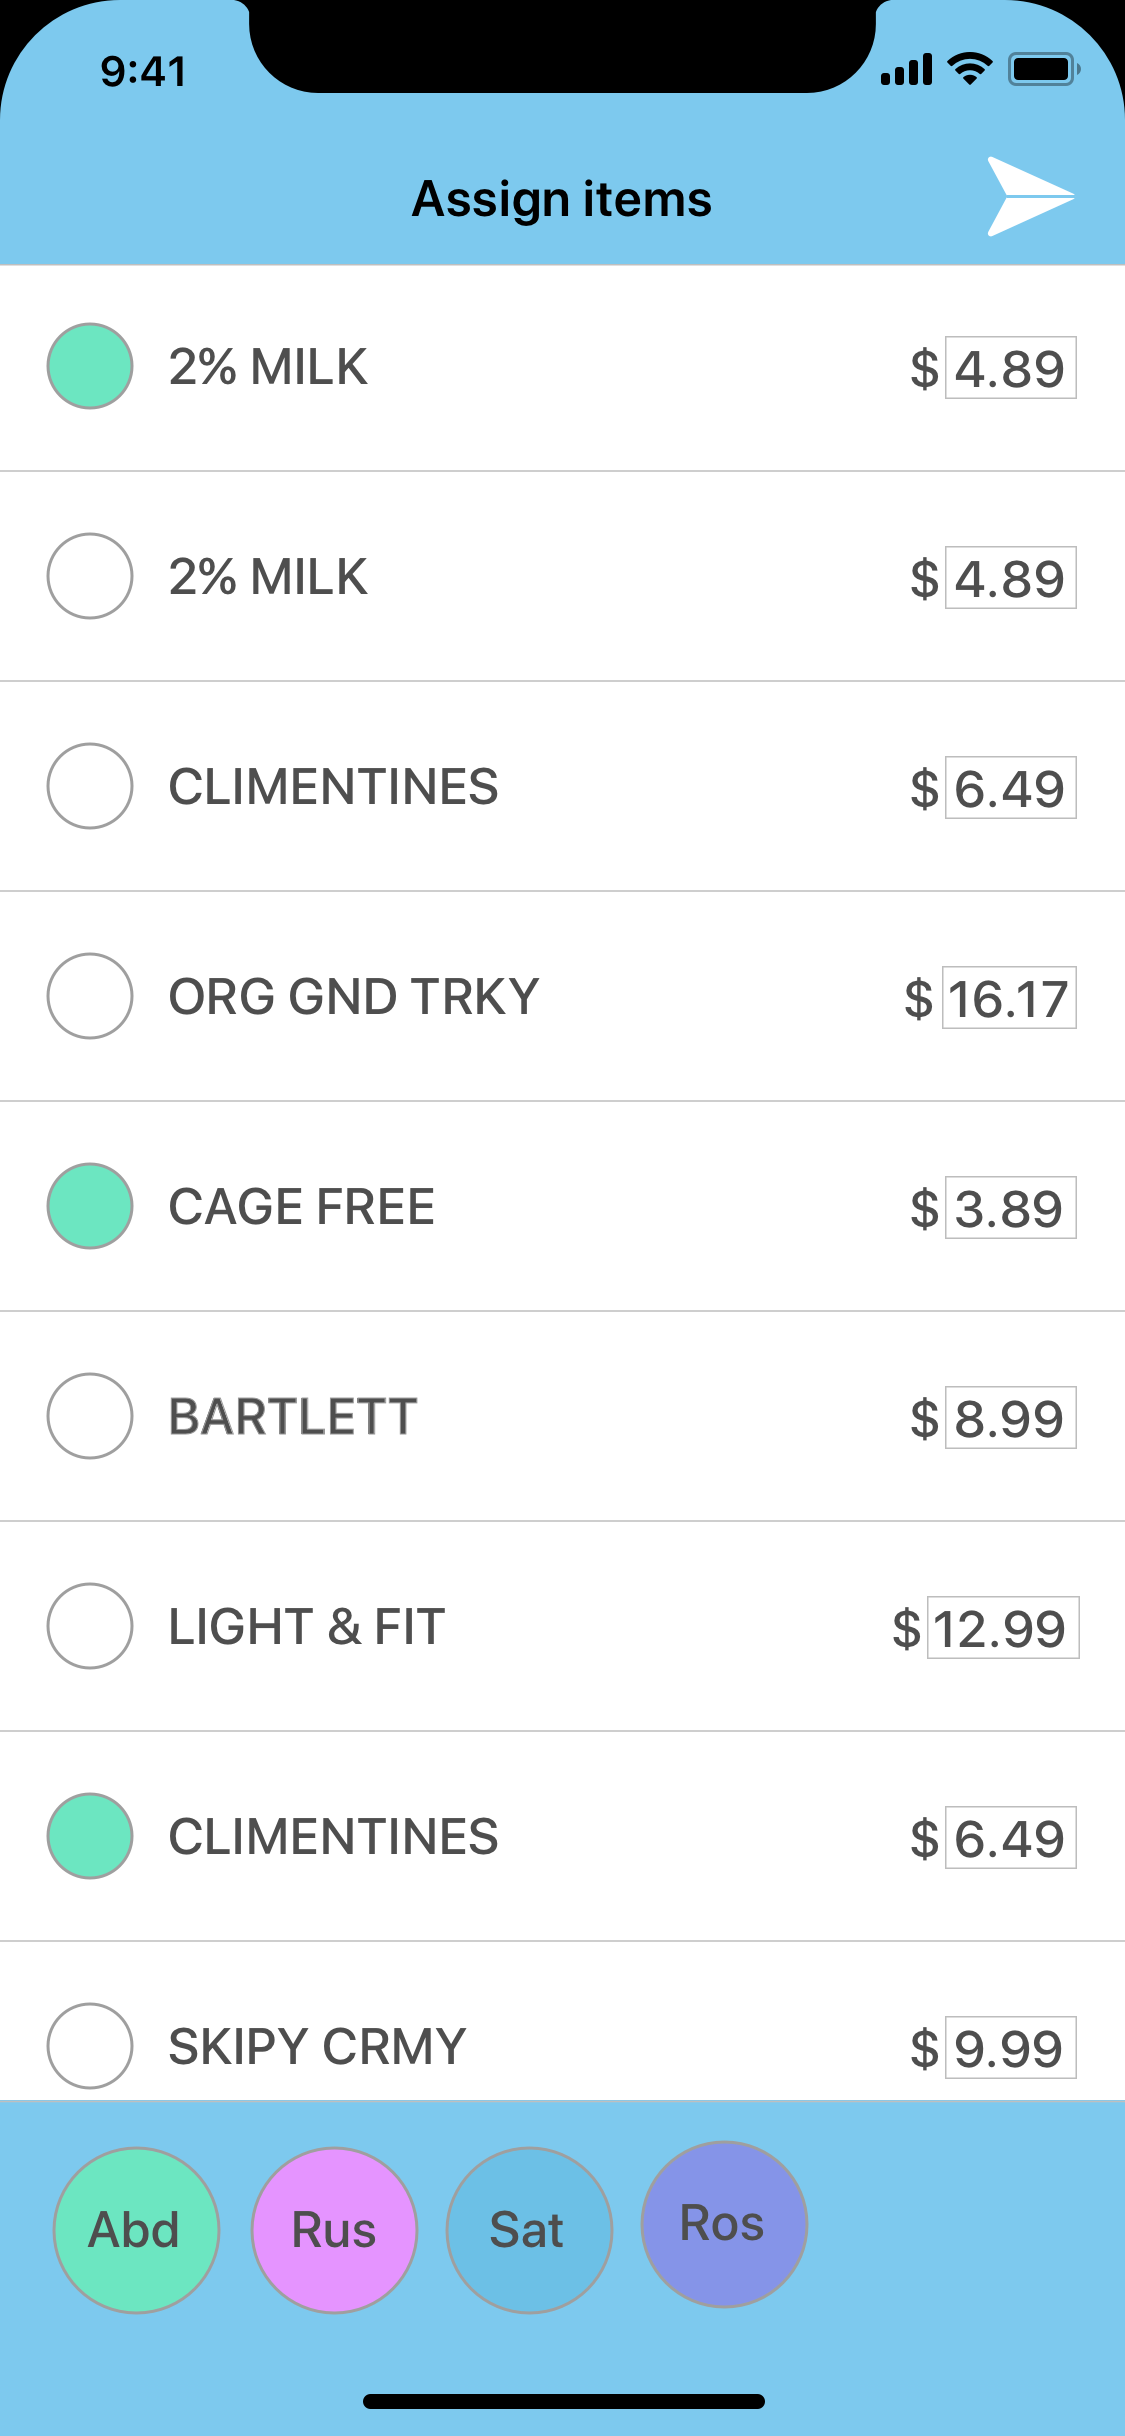 9:41
Assign items
2% MILK $ 4.89
2% MILK $ 4.89
CLIMENTINES $ 6.49
ORG GND TRKY $ 16.17
CAGE FREE $ 3.89
BARTLETT $ 8.99
LIGHT & FIT $ 12.99
CLIMENTINES $ 6.49
SKIPY CRMY $ 9.99
Abd Rus Sat Ros